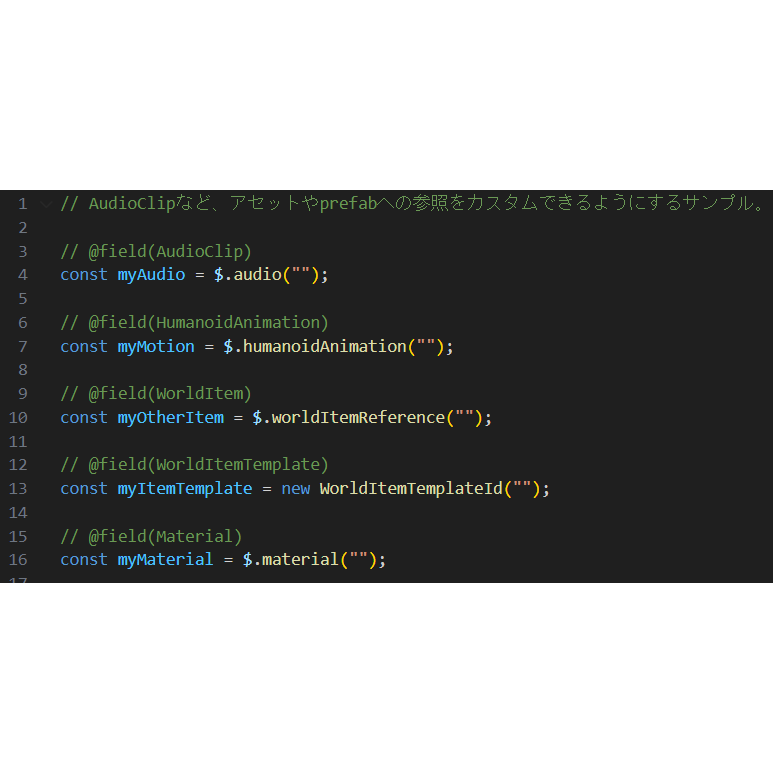 1 // AudioClipなど、アセットやprefabへの参照をカスタムできるようにするサンプル。
2
3 // @field(AudioClip)
4 const myAudio = $.audio("");
5
6 // @field(HumanoidAnimation)
7 const myMotion = $.humanoidAnimation("");
8
9 // @field(WorldItem)
10 const myOtherItem = $.worldItemReference("");
11
12 // @field(WorldItemTemplate)
13 const myItemTemplate = new WorldItemTemplateId("");
14
15 // @field(Material)
16 const myMaterial = $.material("");
17